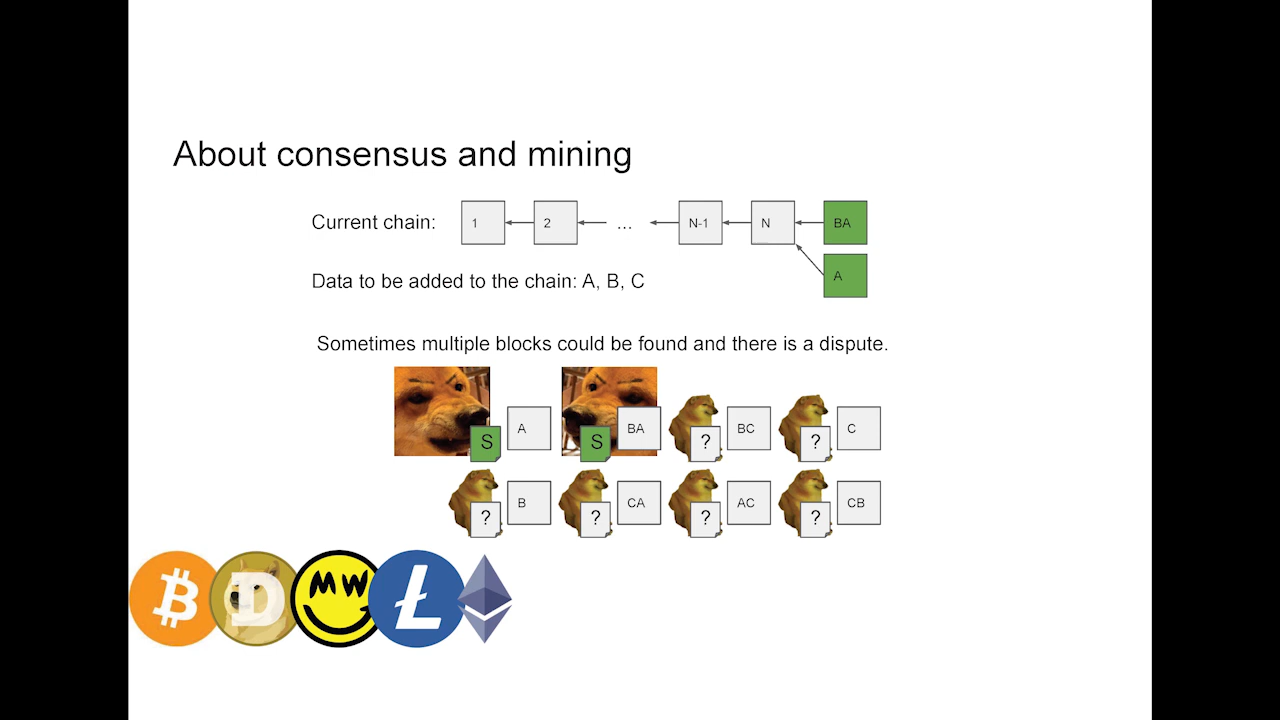 About consensus and mining
Current chain: 1 2 ... N-1 N BA
A
Data to be added to the chain: A, B, C
Sometimes multiple blocks could be found and there is a dispute.
S A S BA ? BC ? C
? B ? CA ? AC ? CB
₿ D MW Ł